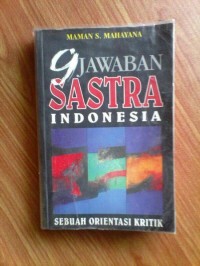 MAMAN S. MAHAYANA
9 JAWABAN
SASTRA
INDONESIA
SEBUAH ORIENTASI KRITIK